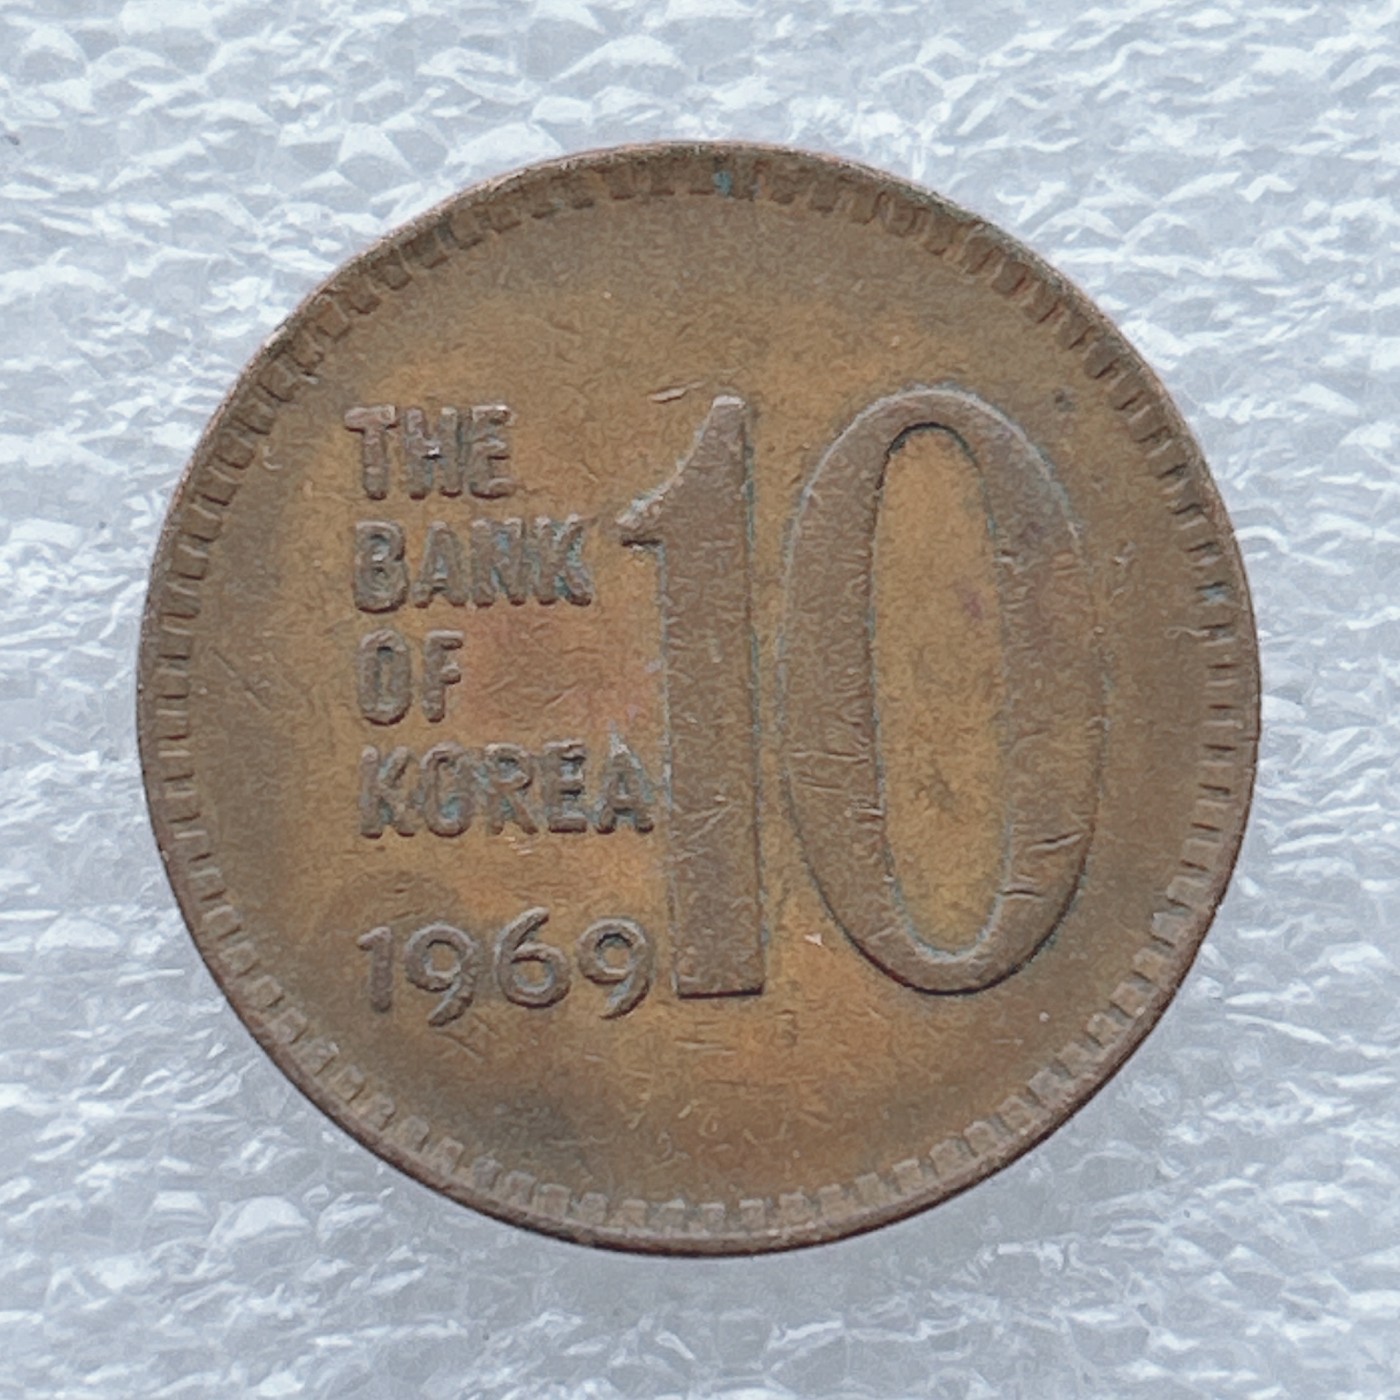 THE
BANK
OF
KOREA
1969
10